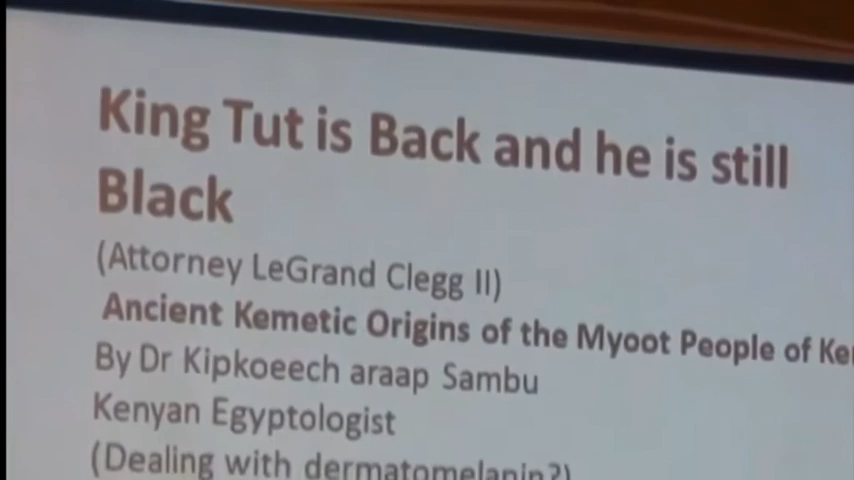 King Tut is Back and he is still
Black
(Attorney LeGrand Clegg II)
Ancient Kemetic Origins of the Myoot People of
By Dr Kipkoeech araap Sambu
Kenyan Egyptologist
(Dealing with dermatomelanin?)